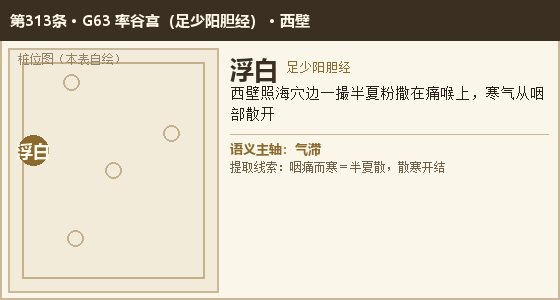 第313条・G63 率谷宫（足少阳胆经）・西壁
桩位图（本表自绘）
浮白
浮白 足少阳胆经
西壁照海穴边一撮半夏粉撒在痛喉上，寒气从咽
部散开
语义主轴：气滞
提取线索：咽痛而寒＝半夏散，散寒开结